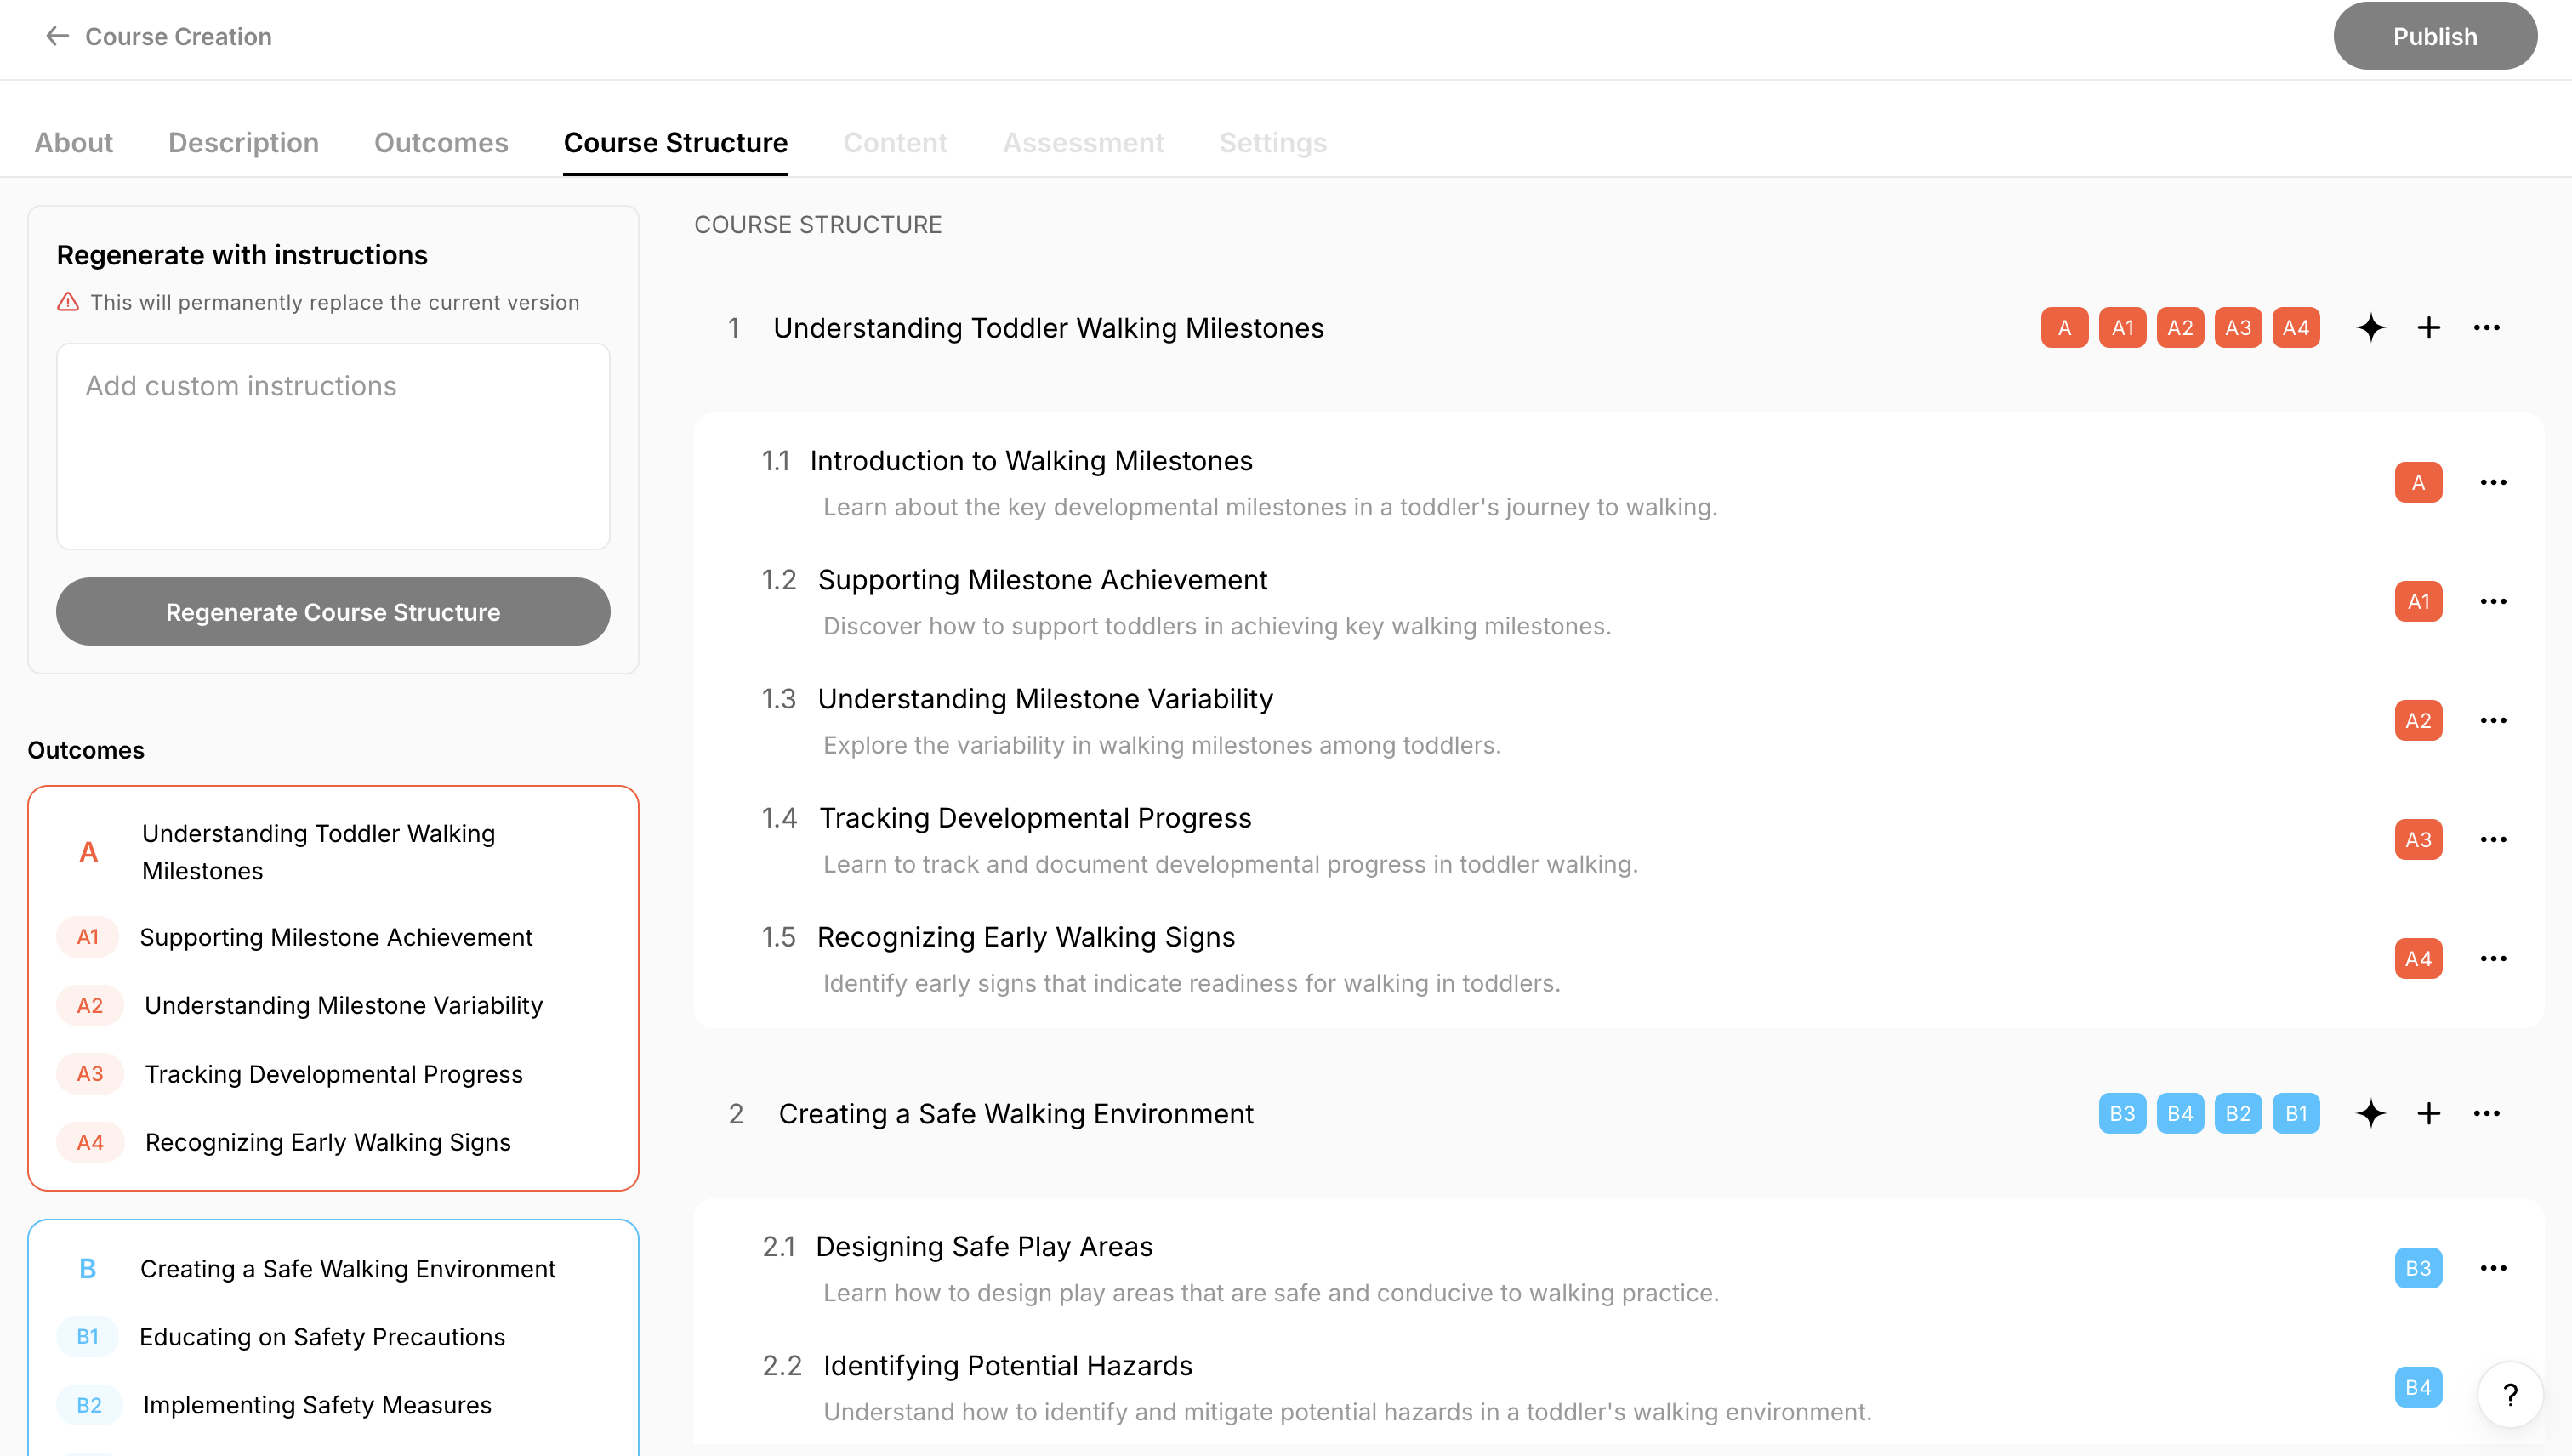 Course Creation
Publish
About
Description
Outcomes
Course Structure
Content
Assessment
Settings
Regenerate with instructions
This will permanently replace the current version
Add custom instructions
Regenerate Course Structure
Outcomes
A
Understanding Toddler Walking
Milestones
A1 Supporting Milestone Achievement
A2 Understanding Milestone Variability
A3 Tracking Developmental Progress
A4 Recognizing Early Walking Signs
B Creating a Safe Walking Environment
B1 Educating on Safety Precautions
B2 Implementing Safety Measures
COURSE STRUCTURE
1 Understanding Toddler Walking Milestones A A1 A2 A3 A4
1.1 Introduction to Walking Milestones
Learn about the key developmental milestones in a toddler's journey to walking.
A
1.2 Supporting Milestone Achievement
Discover how to support toddlers in achieving key walking milestones.
A1
1.3 Understanding Milestone Variability
Explore the variability in walking milestones among toddlers.
A2
1.4 Tracking Developmental Progress
Learn to track and document developmental progress in toddler walking.
A3
1.5 Recognizing Early Walking Signs
Identify early signs that indicate readiness for walking in toddlers.
A4
2 Creating a Safe Walking Environment B3 B4 B2 B1
2.1 Designing Safe Play Areas
Learn how to design play areas that are safe and conducive to walking practice.
B3
2.2 Identifying Potential Hazards
Understand how to identify and mitigate potential hazards in a toddler's walking environment.
B4
?